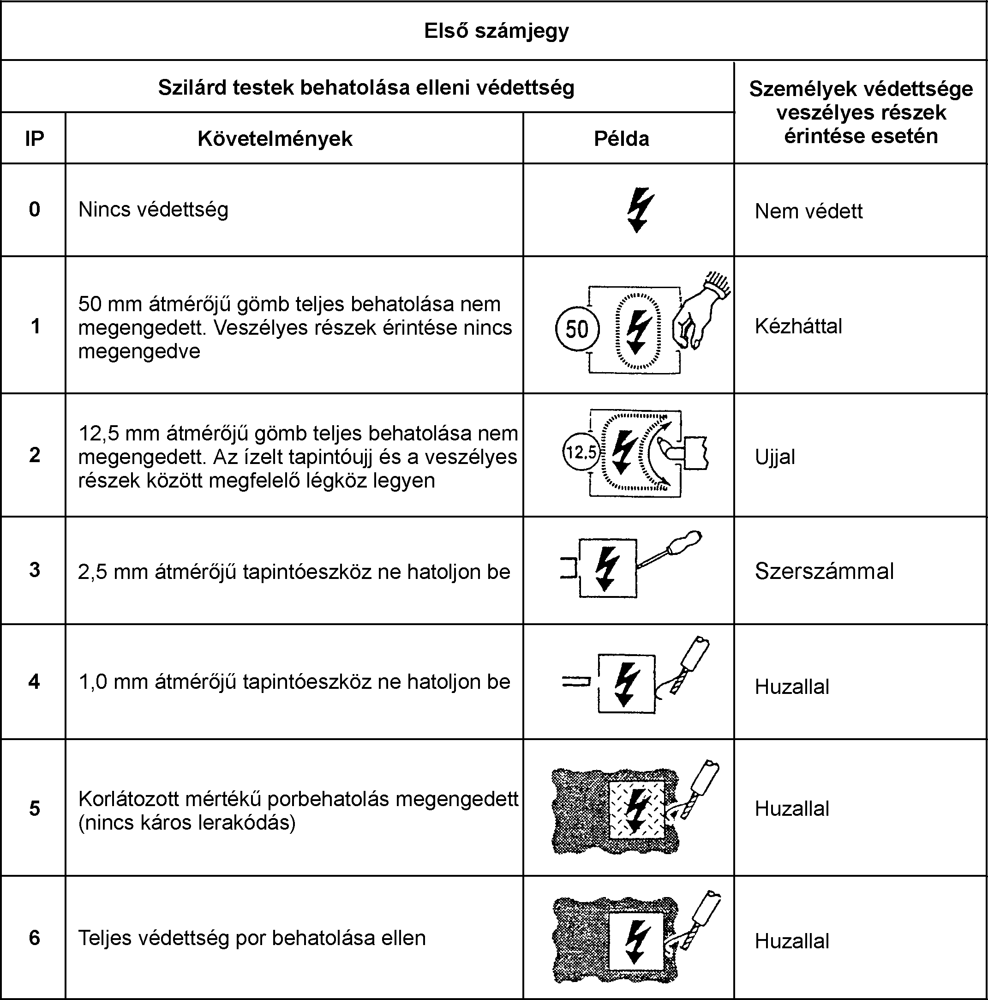 Első számjegy
Szilárd testek behatolása elleni védettség
Személyek védettsége
veszélyes részek
érintése esetén
IP
Követelmények
Példa
0
Nincs védettség
Nem védett
1
50 mm átmérőjű gömb teljes behatolása nem
megengedett. Veszélyes részek érintése nincs
megengedve
50
Kézháttal
2
12,5 mm átmérőjű gömb teljes behatolása nem
megengedett. Az ízelt tapintóujj és a veszélyes
részek között megfelelő légköz legyen
12,5
Ujjal
3
2,5 mm átmérőjű tapintóeszköz ne hatoljon be
Szerszámmal
4
1,0 mm átmérőjű tapintóeszköz ne hatoljon be
Huzallal
5
Korlátozott mértékű porbehatolás megengedett
(nincs káros lerakódás)
Huzallal
6
Teljes védettség por behatolása ellen
Huzallal